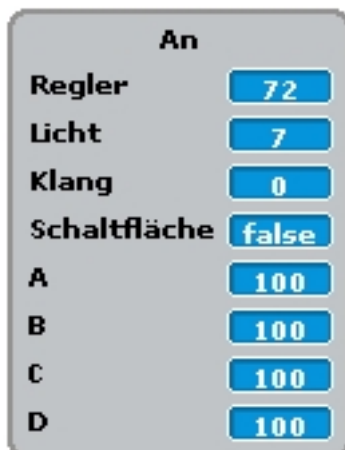 An
Regler 72
Licht 7
Klang 0
Schaltfläche false
A 100
B 100
C 100
D 100